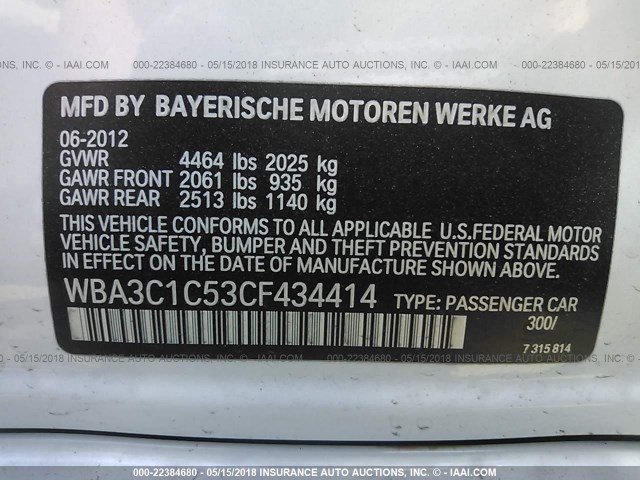 000-22384680 - 05/15/2018 INSURANCE AUTO AUCTIONS, INC. - © IAAI.COM
MFD BY BAYERISCHE MOTOREN WERKE AG
06-2012
GVWR 4464 lbs 2025 kg
GAWR FRONT 2061 lbs 935 kg
GAWR REAR 2513 lbs 1140 kg
THIS VEHICLE CONFORMS TO ALL APPLICABLE U.S.FEDERAL MOTOR
VEHICLE SAFETY, BUMPER AND THEFT PREVENTION STANDARDS
IN EFFECT ON THE DATE OF MANUFACTURE SHOWN ABOVE.
WBA3C1C53CF434414 TYPE: PASSENGER CAR
300/
7 315 814
000-22384680 - 05/15/2018 INSURANCE AUTO AUCTIONS, INC. - © IAAI.COM
000-22384680 - 05/15/2018 INSURANCE AUTO AUCTIONS, INC. - © IAAI.COM